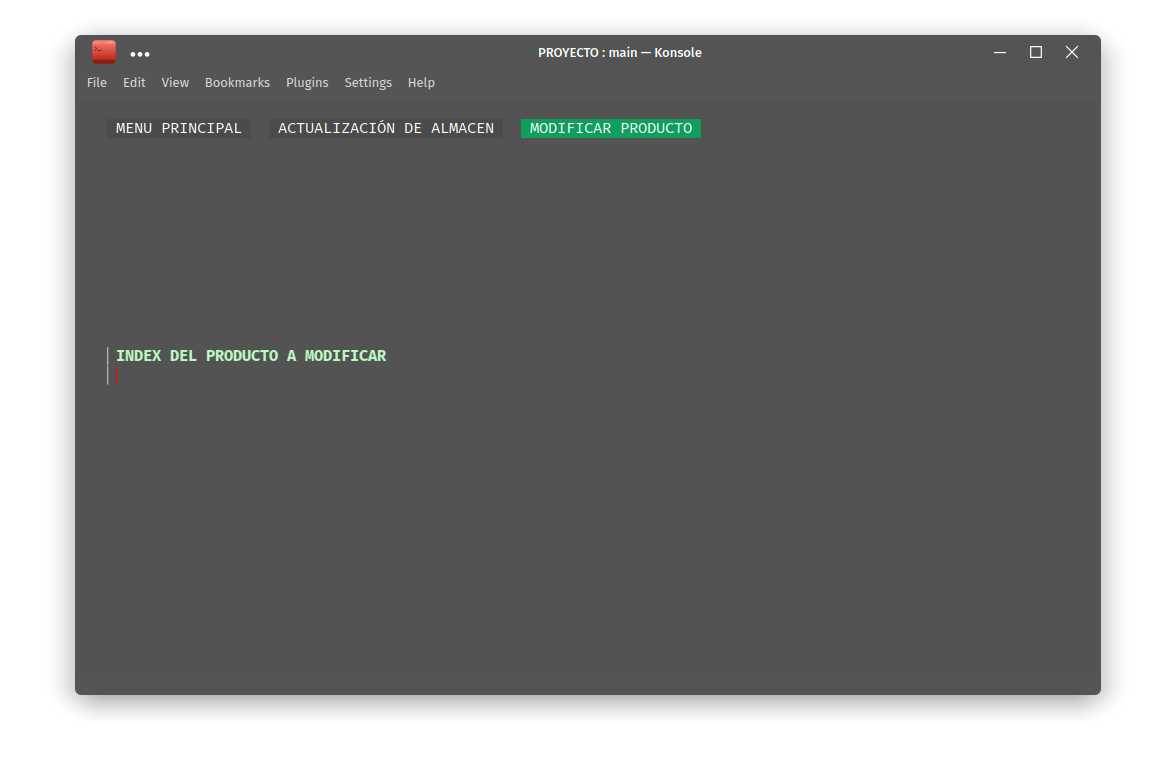 PROYECTO : main — Konsole
File Edit View Bookmarks Plugins Settings Help
MENU PRINCIPAL ACTUALIZACIÓN DE ALMACEN MODIFICAR PRODUCTO
INDEX DEL PRODUCTO A MODIFICAR